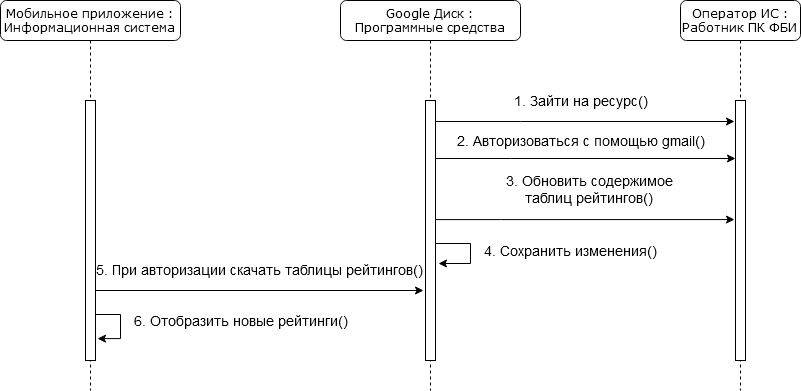 Мобильное приложение :
Информационная система
Google Диск :
Программные средства
Оператор ИС :
Работник ПК ФБИ
1. Зайти на ресурс()
2. Авторизоваться с помощью gmail()
3. Обновить содержимое
таблиц рейтингов()
4. Сохранить изменения()
5. При авторизации скачать таблицы рейтингов()
6. Отобразить новые рейтинги()